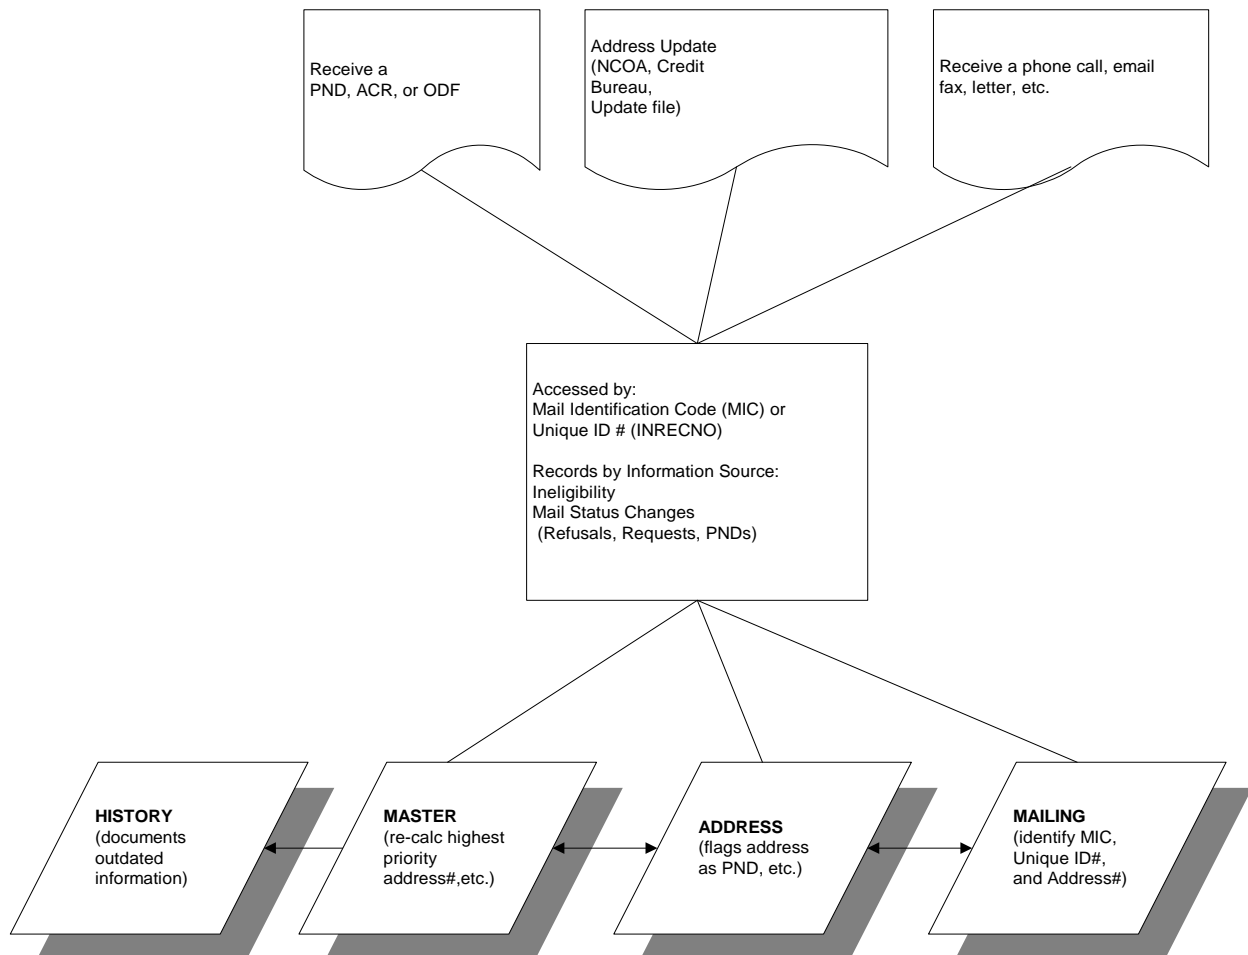 Receive a
PND, ACR, or ODF
Address Update
(NCOA, Credit
Bureau,
Update file)
Receive a phone call, email
fax, letter, etc.
Accessed by:
Mail Identification Code (MIC) or
Unique ID # (INRECNO)
Records by Information Source:
Ineligibility
Mail Status Changes
(Refusals, Requests, PNDs)
HISTORY
(documents
outdated
information)
MASTER
(re-calc highest
priority
address#,etc.)
ADDRESS
(flags address
as PND, etc.)
MAILING
(identify MIC,
Unique ID#,
and Address#)